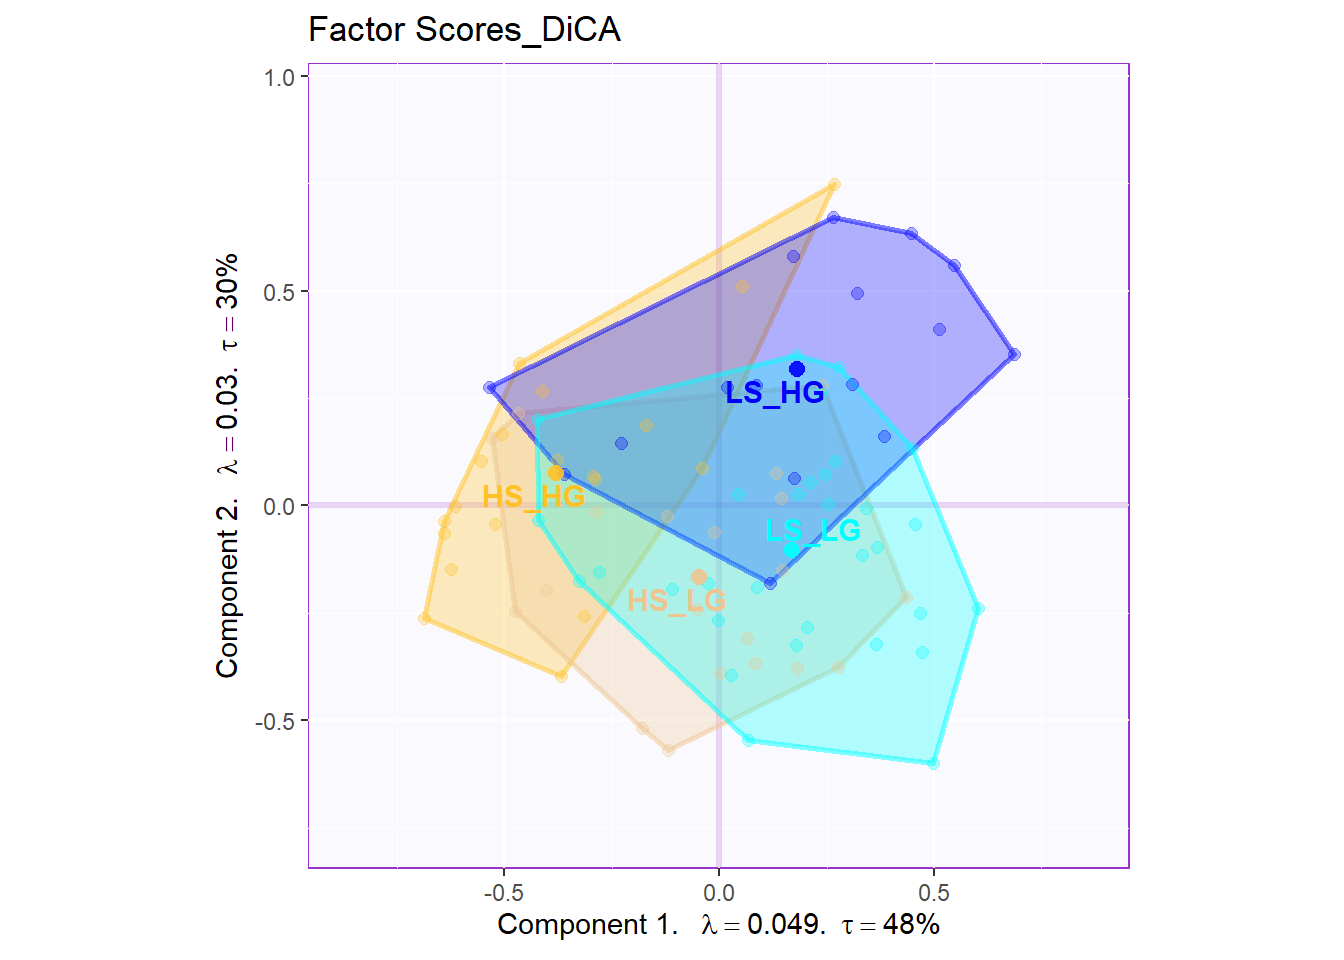 Factor Scores_DiCA
1.0
0.5
0.0
-0.5
Component 2.   λ = 0.03.  τ = 30%
LS_HG
HS_HG
LS_LG
HS_LG
-0.5
0.0
0.5
Component 1.   λ = 0.049.  τ = 48%